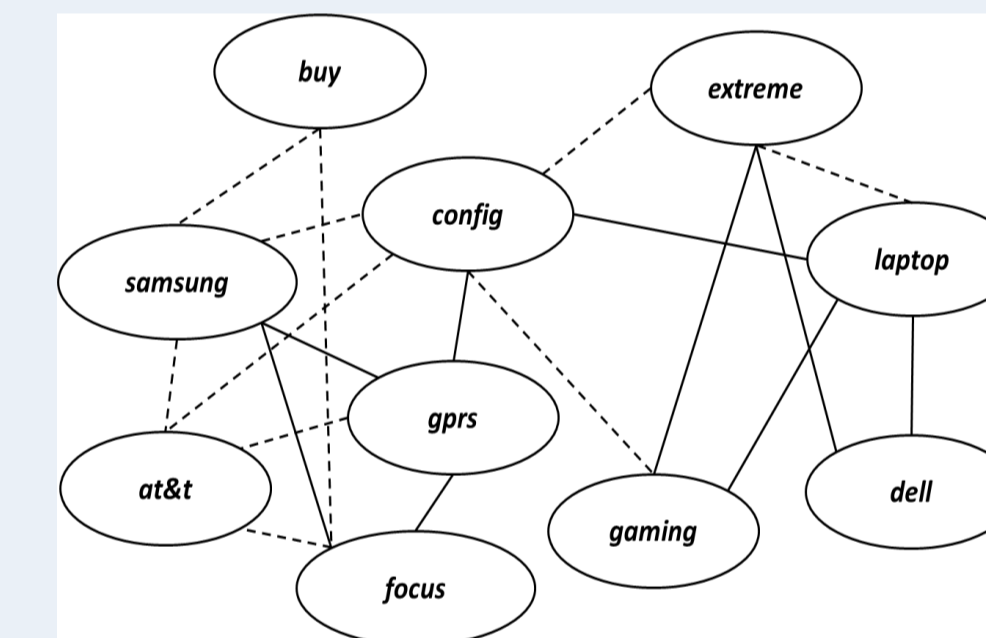 buy
extreme
config
laptop
samsung
gprs
at&t
dell
gaming
focus